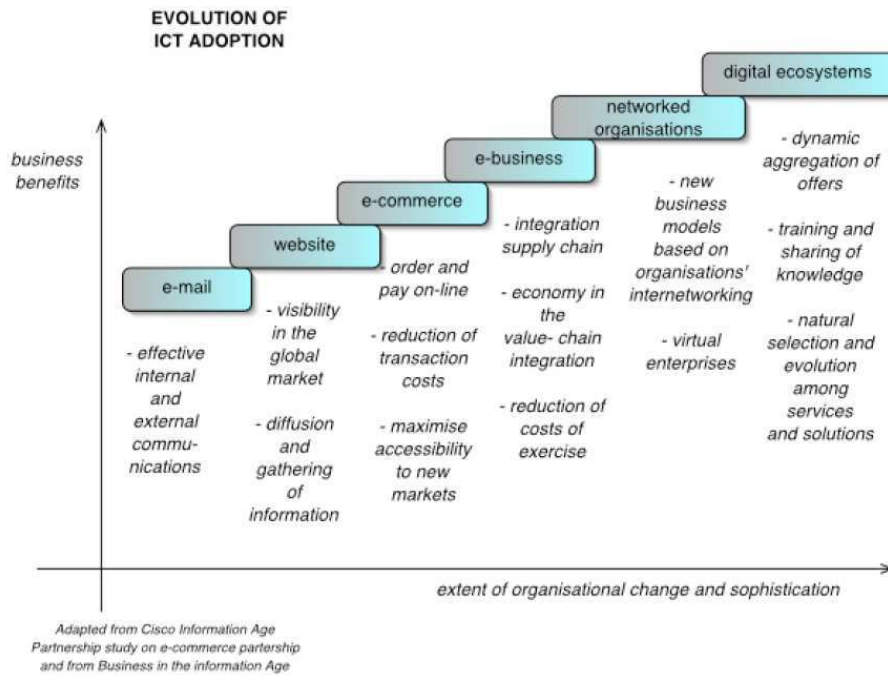 EVOLUTION OF
ICT ADOPTION
business
benefits
e-mail
- effective
internal
and
external
commu-
nications
website
- visibility
in the
global
market
- diffusion
and
gathering
of
information
e-commerce
- order and
pay on-line
- reduction of
transaction
costs
- maximise
accessibility
to new
markets
e-business
- integration
supply chain
- economy in
the
value- chain
integration
- reduction of
costs of
exercise
networked
organisations
- new
business
models
based on
organisations'
internetworking
- virtual
enterprises
digital ecosystems
- dynamic
aggregation of
offers
- training and
sharing of
knowledge
- natural
selection and
evolution
among
services
and solutions
extent of organisational change and sophistication
Adapted from Cisco Information Age
Partnership study on e-commerce partership
and from Business in the information Age